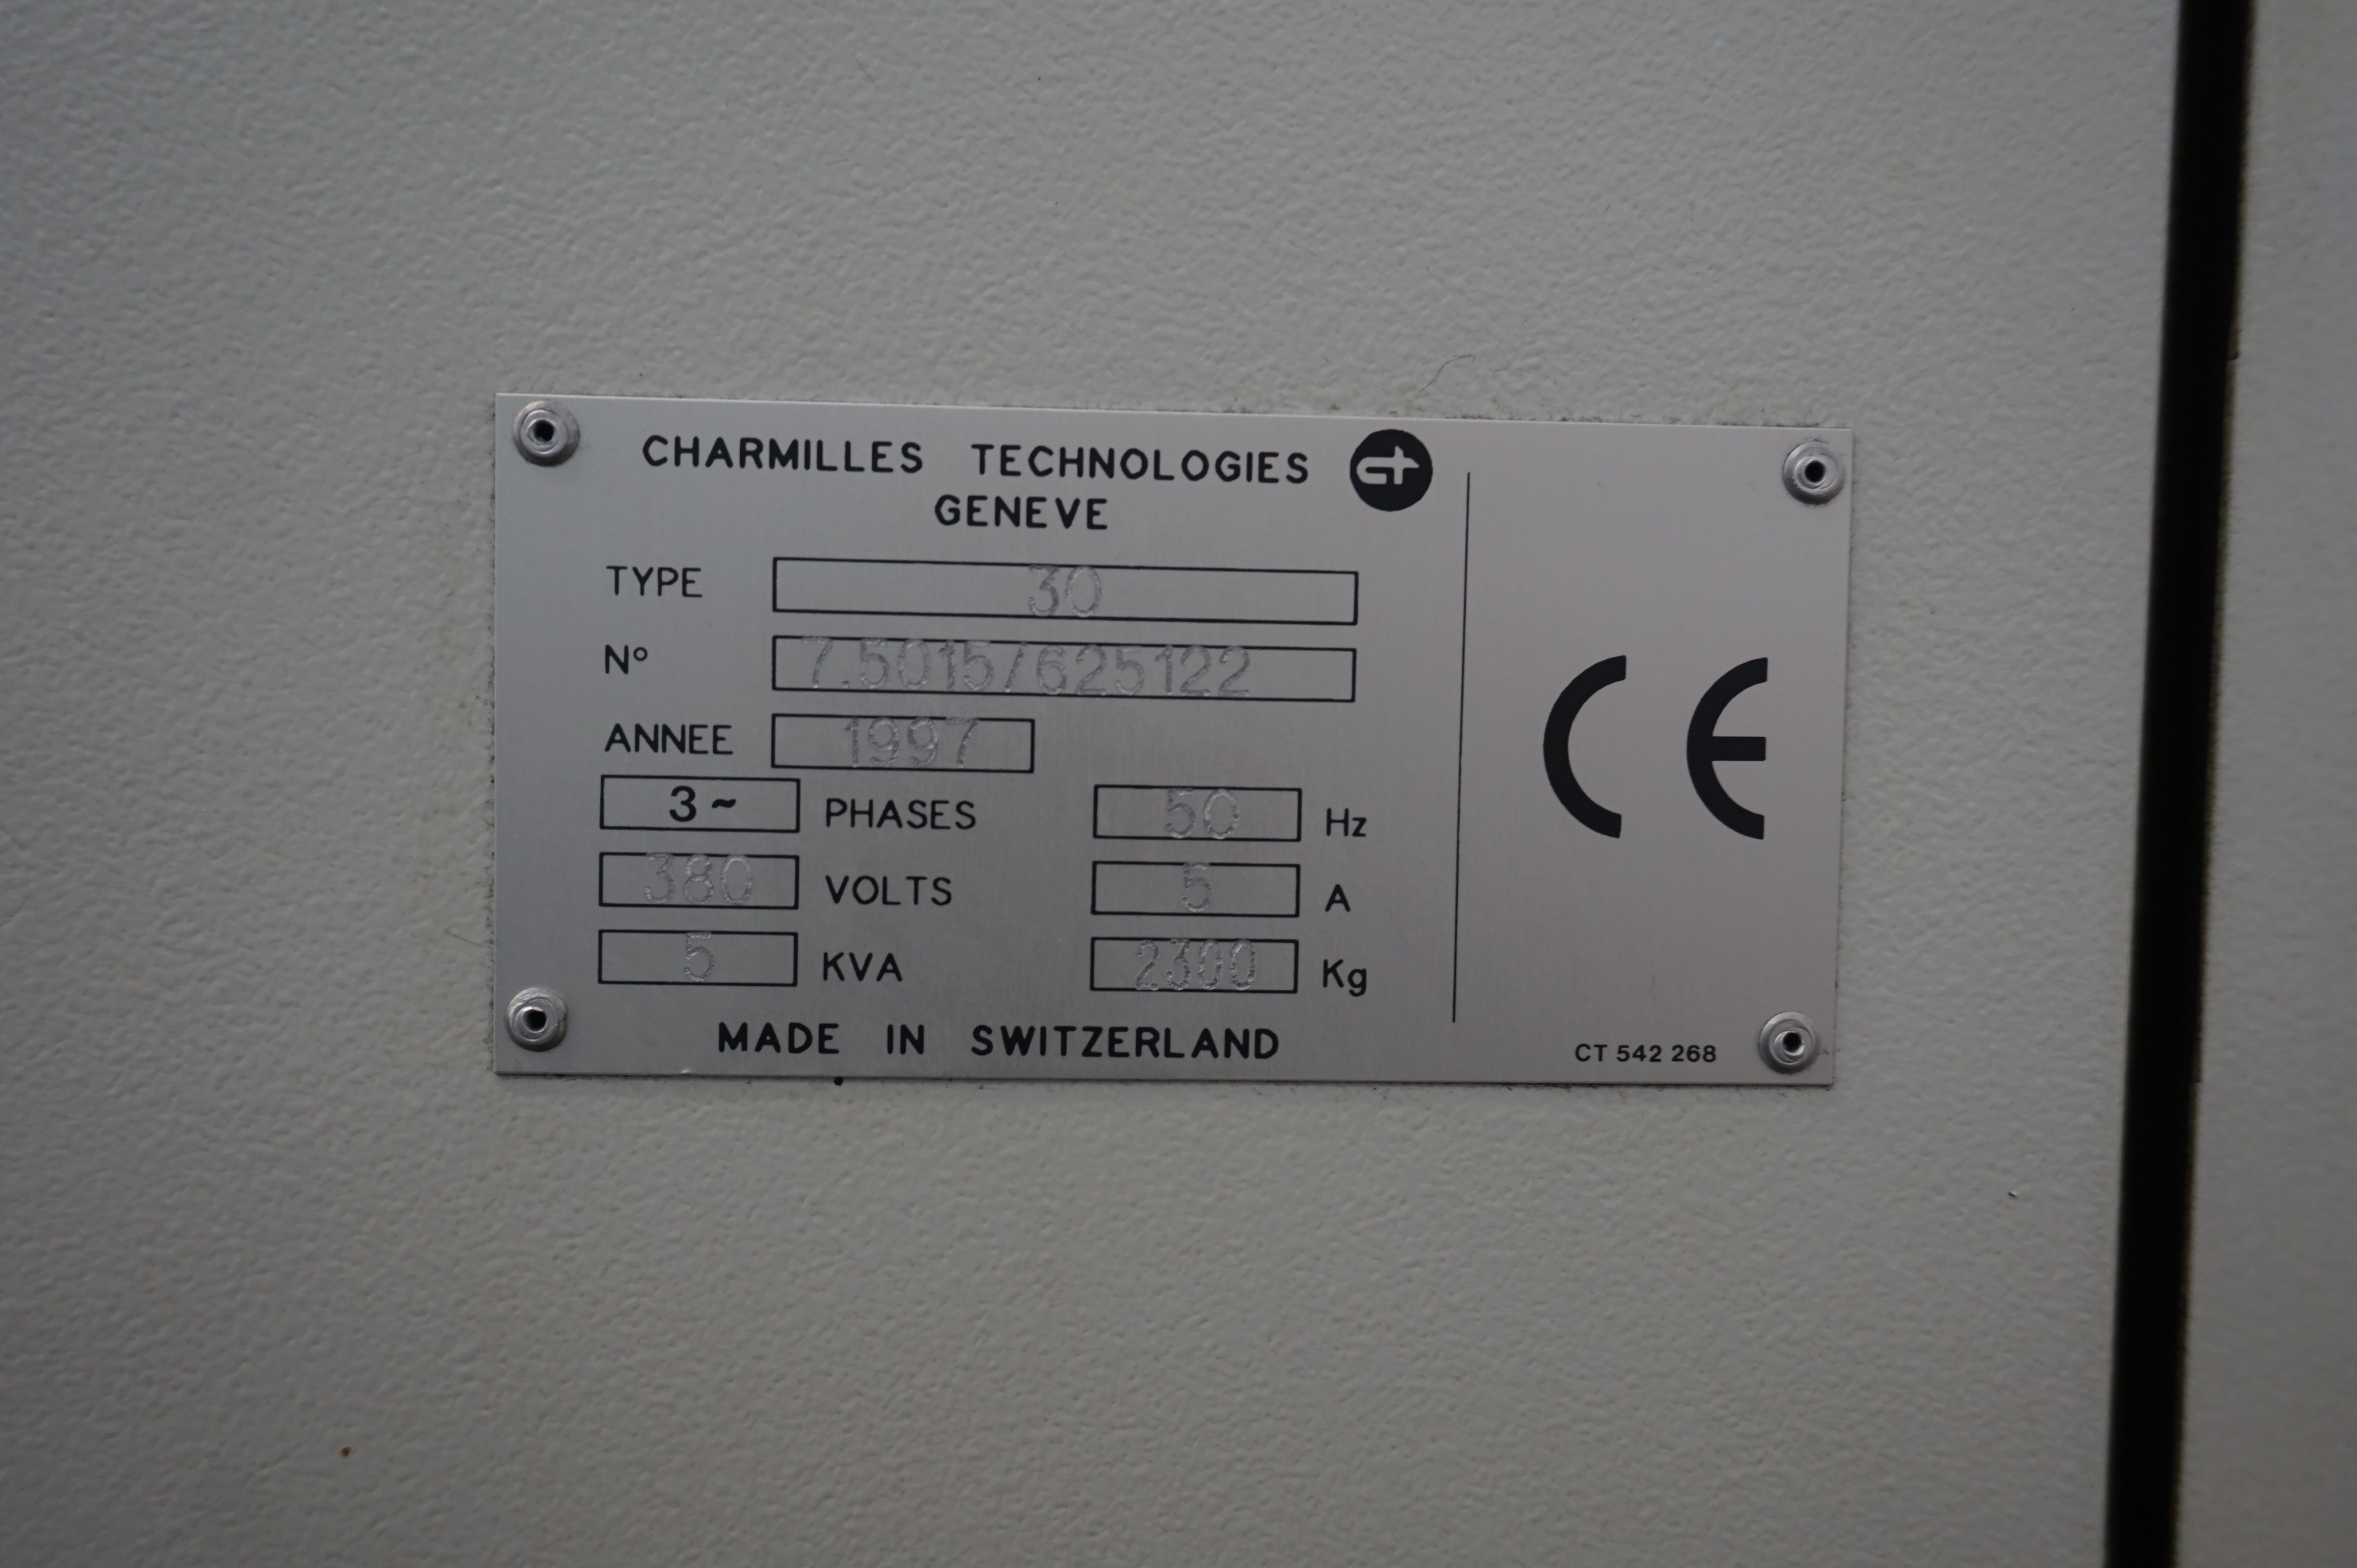 CHARMILLES TECHNOLOGIES
GENEVE
TYPE 30
N° 7.5015/625122
ANNEE 1997
3~ PHASES 50 Hz
380 VOLTS 5 A
5 KVA 2300 Kg
MADE IN SWITZERLAND
CE
CT 542 268